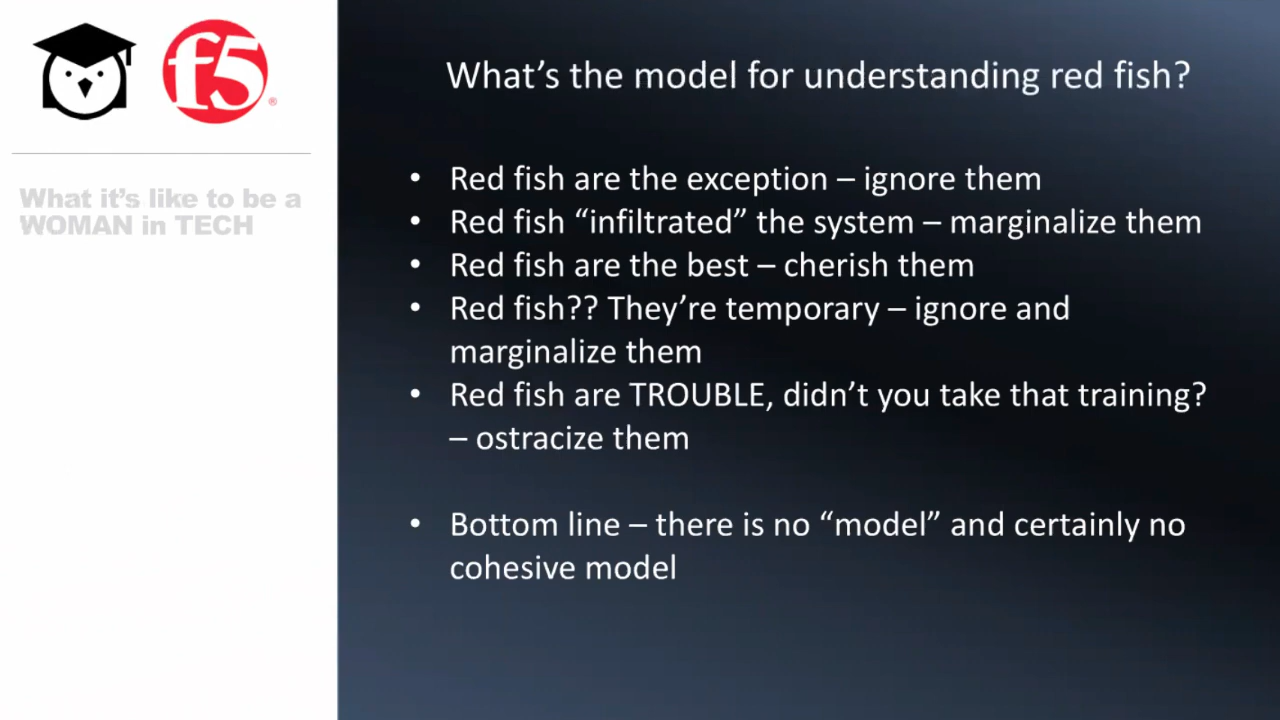 f5
®
What it's like to be a
WOMAN in TECH
What’s the model for understanding red fish?
• Red fish are the exception – ignore them
• Red fish “infiltrated” the system – marginalize them
• Red fish are the best – cherish them
• Red fish?? They’re temporary – ignore and
marginalize them
• Red fish are TROUBLE, didn’t you take that training?
– ostracize them
• Bottom line – there is no “model” and certainly no
cohesive model